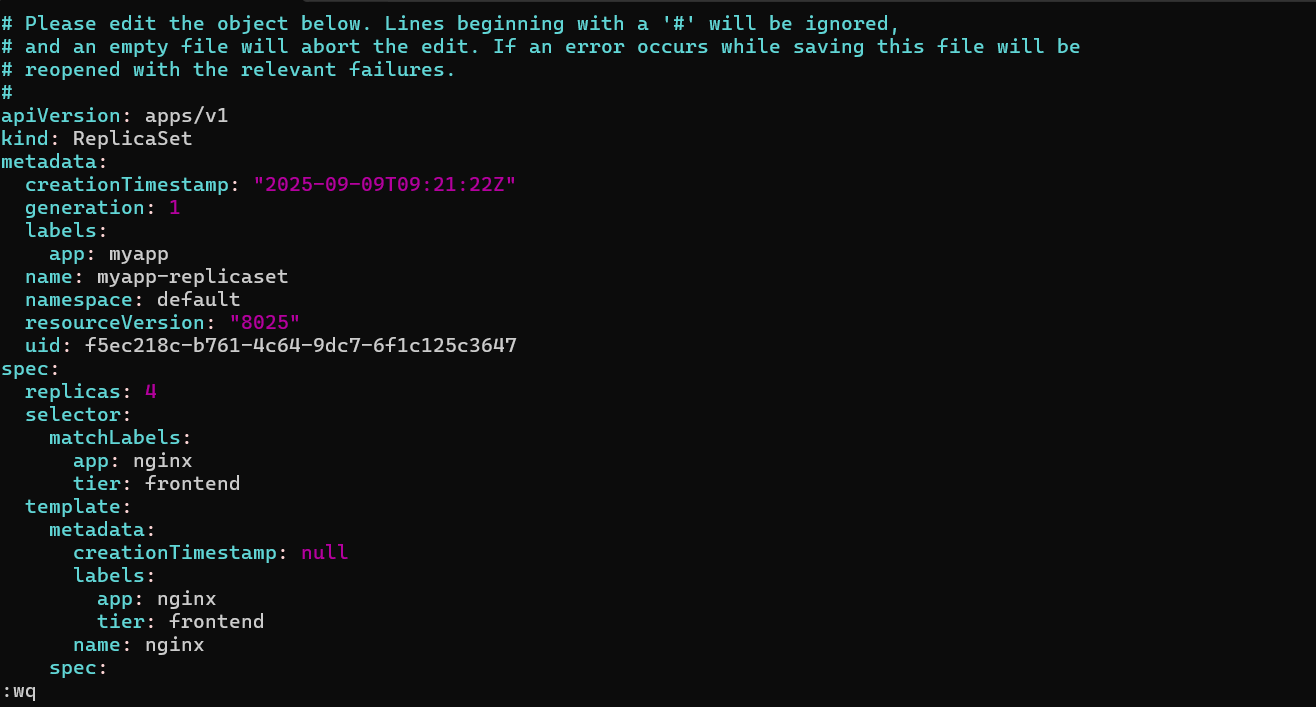 # Please edit the object below. Lines beginning with a '#' will be ignored,
# and an empty file will abort the edit. If an error occurs while saving this file will be
# reopened with the relevant failures.
#
apiVersion: apps/v1
kind: ReplicaSet
metadata:
  creationTimestamp: "2025-09-09T09:21:22Z"
  generation: 1
  labels:
    app: myapp
  name: myapp-replicaset
  namespace: default
  resourceVersion: "8025"
  uid: f5ec218c-b761-4c64-9dc7-6f1c125c3647
spec:
  replicas: 4
  selector:
    matchLabels:
      app: nginx
      tier: frontend
  template:
    metadata:
      creationTimestamp: null
      labels:
        app: nginx
        tier: frontend
      name: nginx
    spec:
:wq